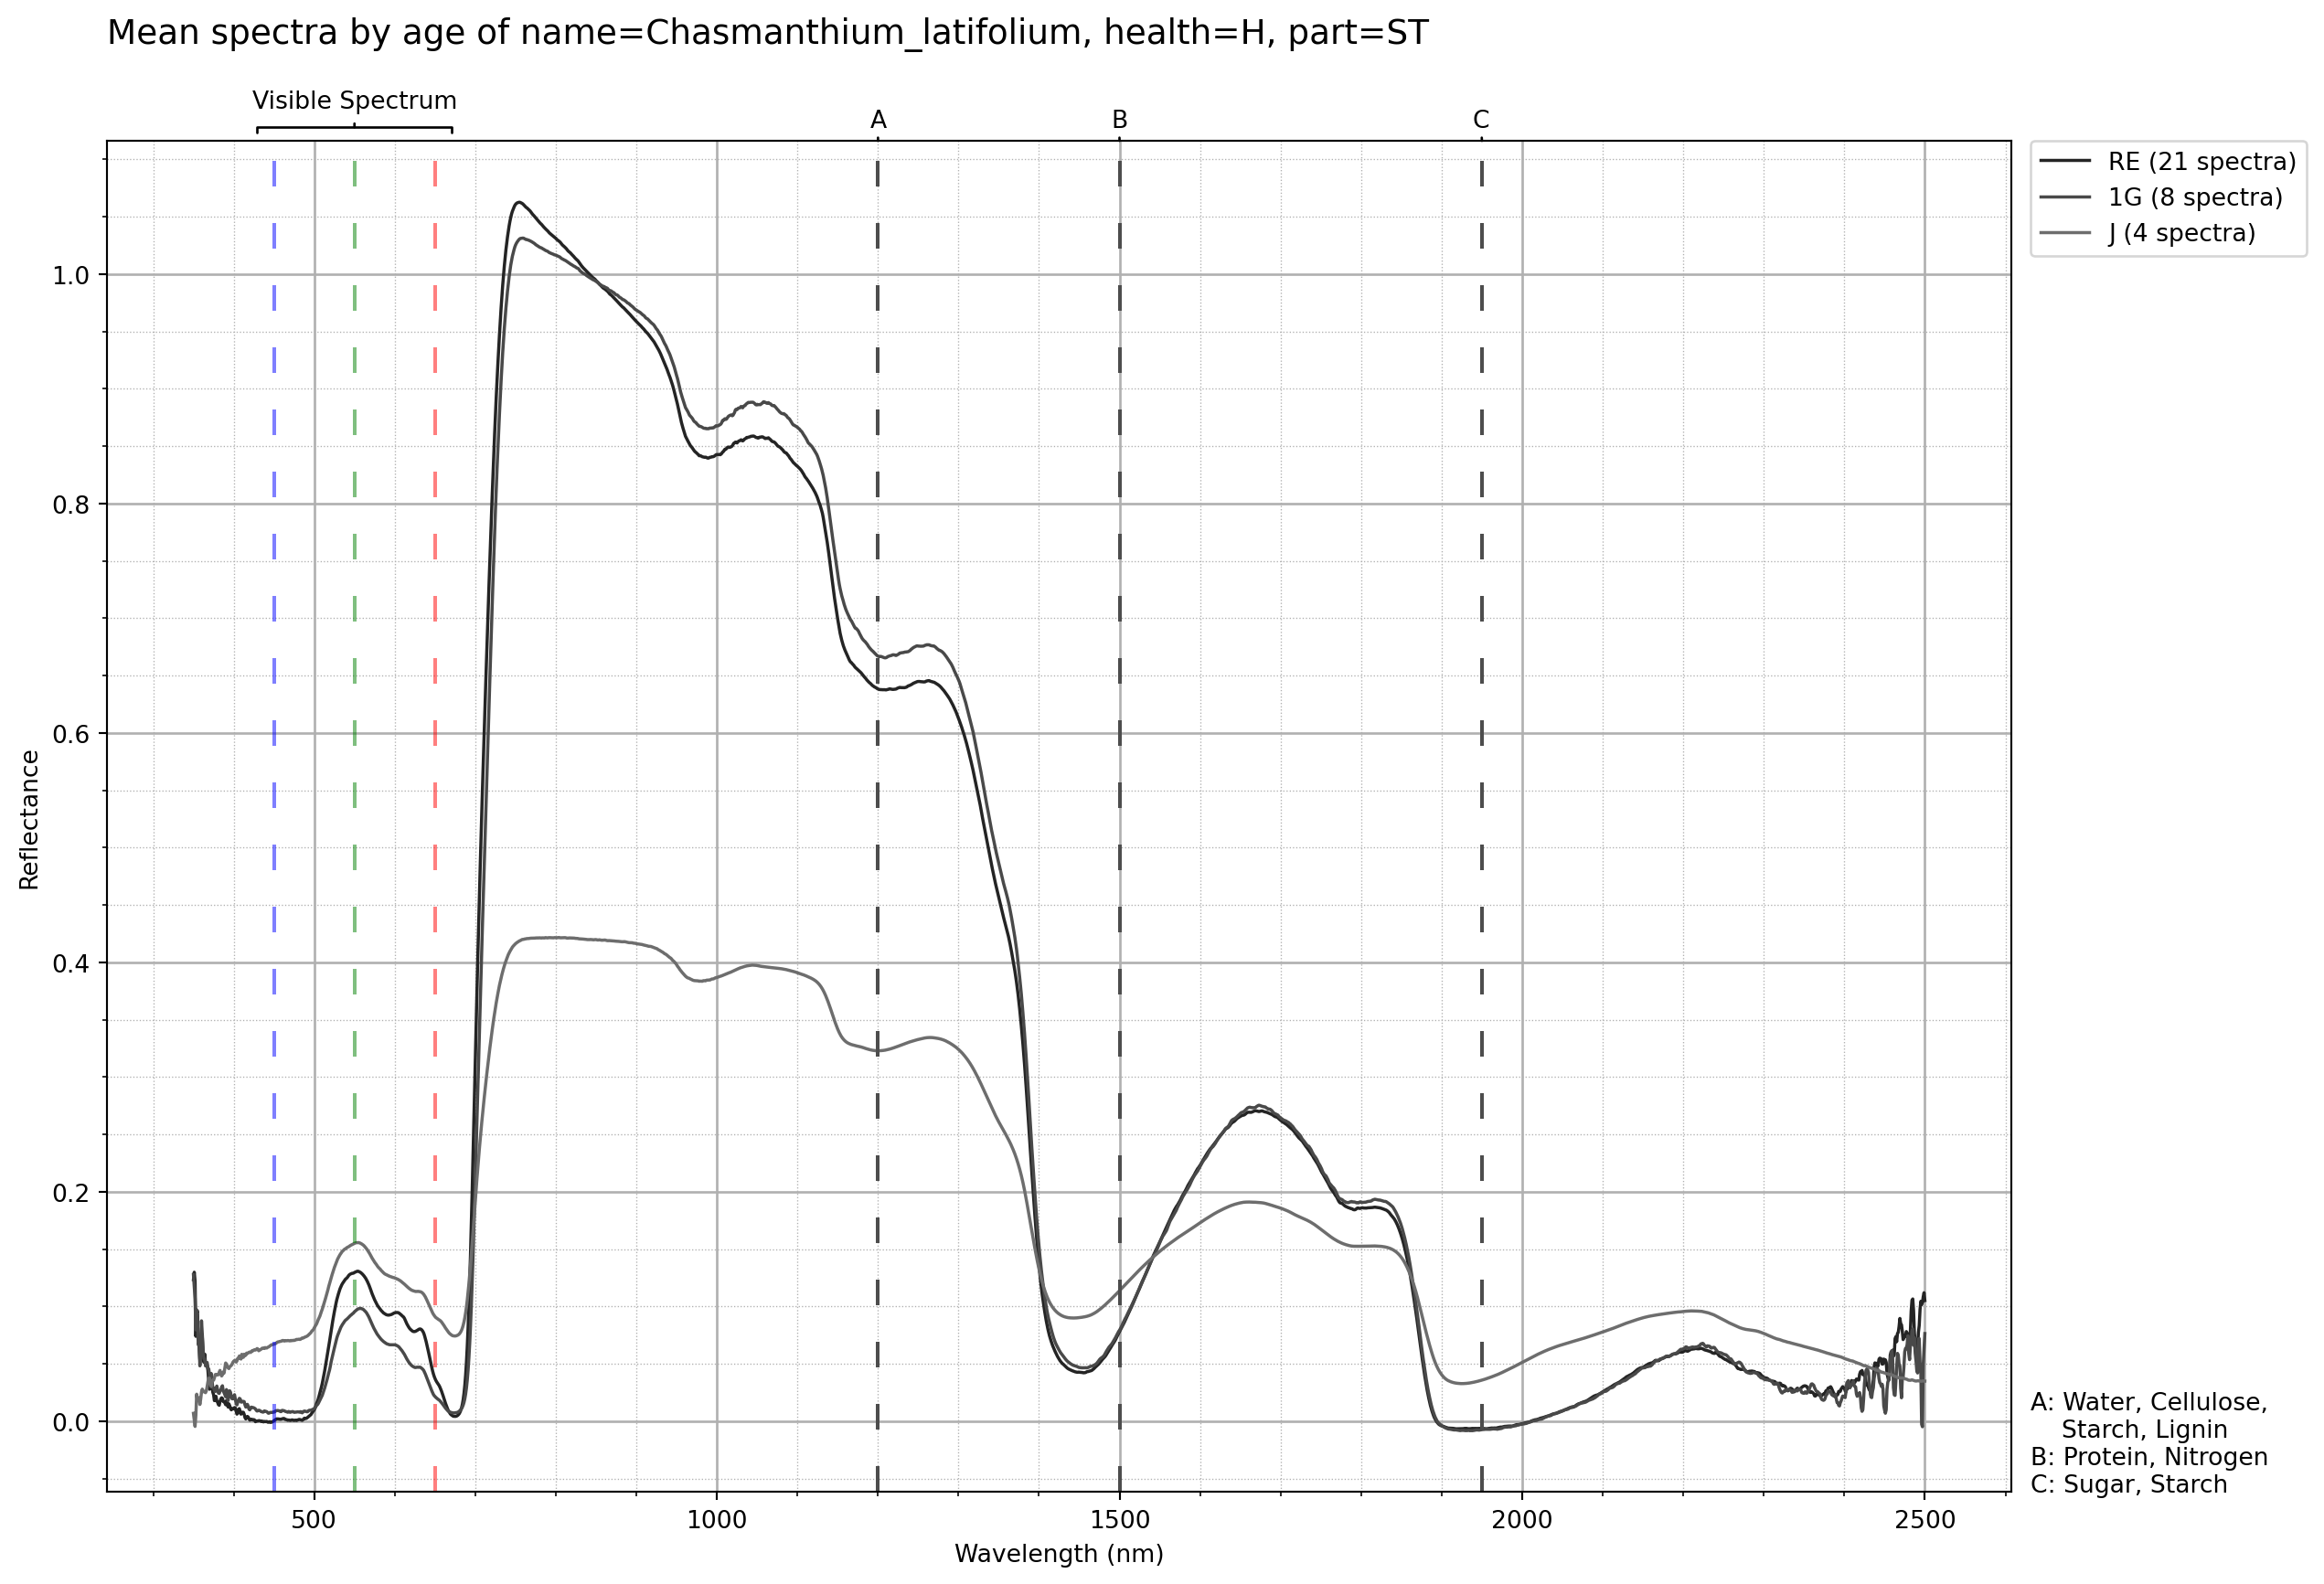 Mean spectra by age of name=Chasmanthium_latifolium, health=H, part=ST
Visible Spectrum
A
B
C
RE (21 spectra)
1G (8 spectra)
J (4 spectra)
1.0
0.8
0.6
0.4
0.2
0.0
Reflectance
500
1000
1500
2000
2500
Wavelength (nm)
A: Water, Cellulose,
Starch, Lignin
B: Protein, Nitrogen
C: Sugar, Starch